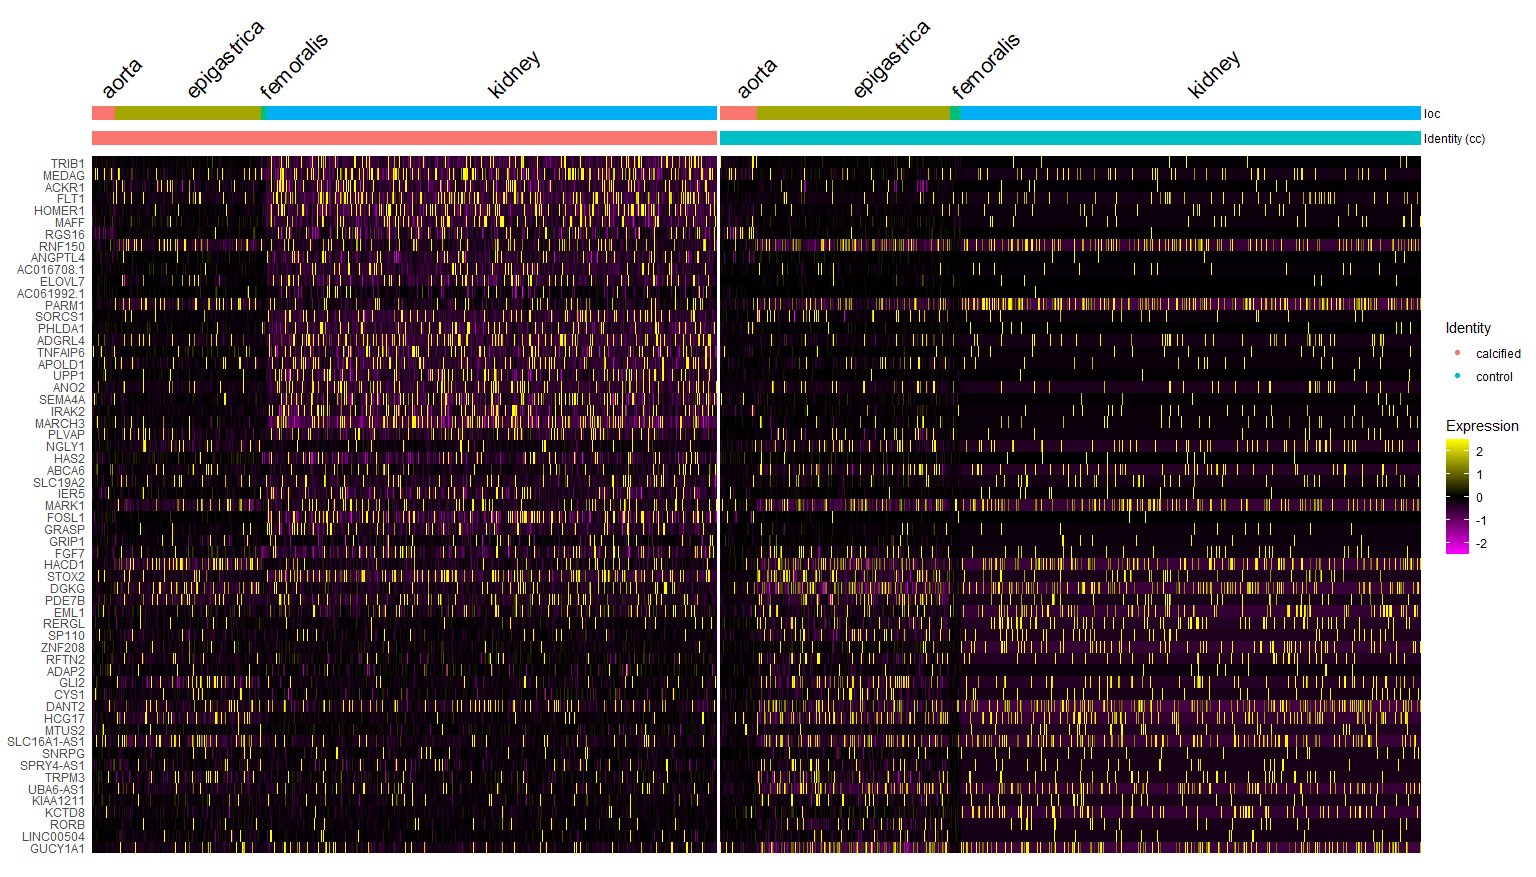 aorta epigastrica femoralis kidney aorta epigastrica femoralis kidney
loc
Identity (cc)
TRIB1
MEDAG
ACKR1
FLT1
HOMER1
MAFF
RGS16
RNF150
ANGPTL4
AC016708.1
ELOVL7
AC061992.1
PARM1
SORCS1
PHLDA1
ADGRL4
TNFAIP6
APOLD1
UPP1
ANO2
SEMA4A
IRAK2
MARCH3
PLVAP
NGLY1
HAS2
ABCA6
SLC19A2
IER5
MARK1
FOSL1
GRASP
GRIP1
FGF7
HACD1
STOX2
DGKG
PDE7B
EML1
RERGL
SP110
ZNF208
RFTN2
ADAP2
GLI2
CYS1
DANT2
HCG17
MTUS2
SLC16A1-AS1
SNRPG
SPRY4-AS1
TRPM3
UBA6-AS1
KIAA1211
KCTD8
RORB
LINC00504
GUCY1A1
Identity
calcified
control
Expression
2
1
0
-1
-2